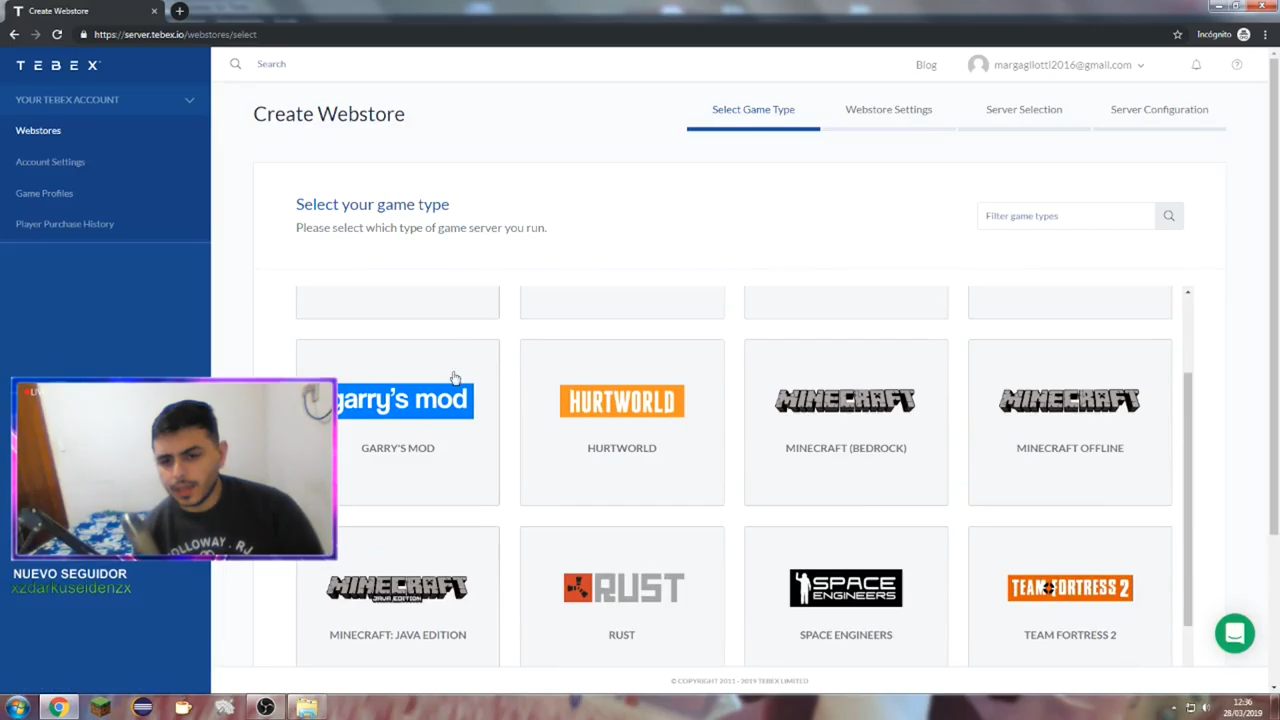 Create Webstore
https://server.tebex.io/webstores/select
Incógnito
TEBEX
Search
Blog
margagliotti2016@gmail.com
YOUR TEBEX ACCOUNT
Webstores
Account Settings
Game Profiles
Player Purchase History
Create Webstore
Select Game Type
Webstore Settings
Server Selection
Server Configuration
Select your game type
Please select which type of game server you run.
Filter game types
garry's mod
GARRY'S MOD
HURTWORLD
HURTWORLD
MINECRAFT
MINECRAFT (BEDROCK)
MINECRAFT
MINECRAFT OFFLINE
MINECRAFT
JAVA EDITION
MINECRAFT: JAVA EDITION
RUST
RUST
SPACE
ENGINEERS
SPACE ENGINEERS
TEAM FORTRESS 2
TEAM FORTRESS 2
HOLLOWAY . RJ
NUEVO SEGUIDOR
xzdarkuseidenzx
© COPYRIGHT 2011 - 2019 TEBEX LIMITED
12:36
28/03/2019